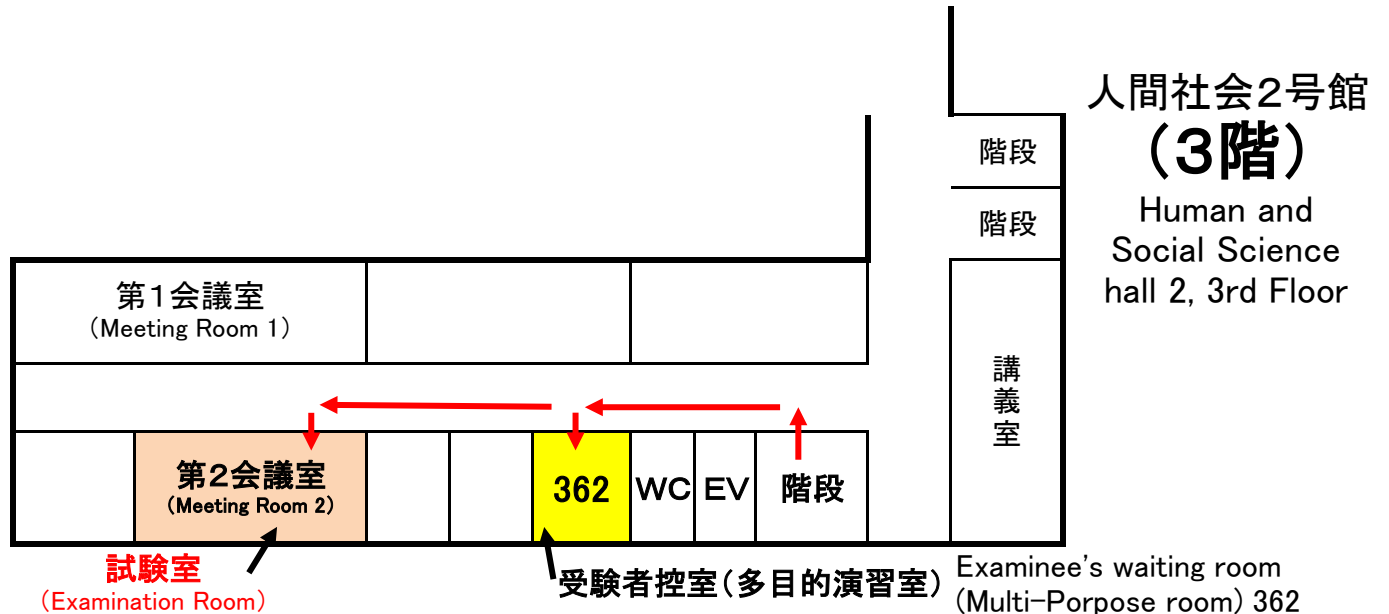 人間社会2号館
（3階）
Human and
Social Science
hall 2, 3rd Floor
階段
階段
第1会議室
（Meeting Room 1）
講義室
第2会議室
（Meeting Room 2）
362
WC
EV
階段
試験室
（Examination Room）
受験者控室（多目的演習室）
Examinee's waiting room
（Multi-Porpose room） 362